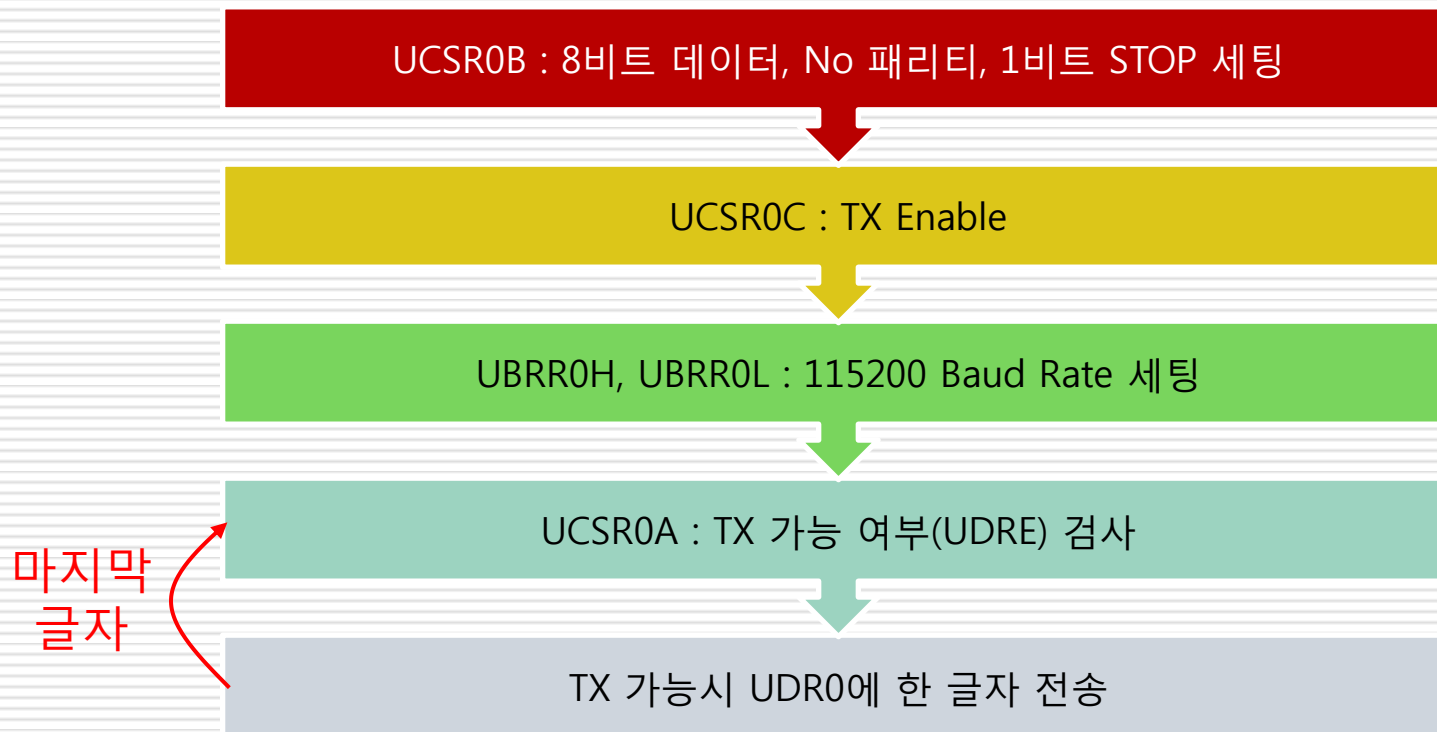 UCSR0B : 8비트 데이터, No 패리티, 1비트 STOP 세팅
UCSR0C : TX Enable
UBRR0H, UBRR0L : 115200 Baud Rate 세팅
UCSR0A : TX 가능 여부(UDRE) 검사
마지막
글자
TX 가능시 UDR0에 한 글자 전송